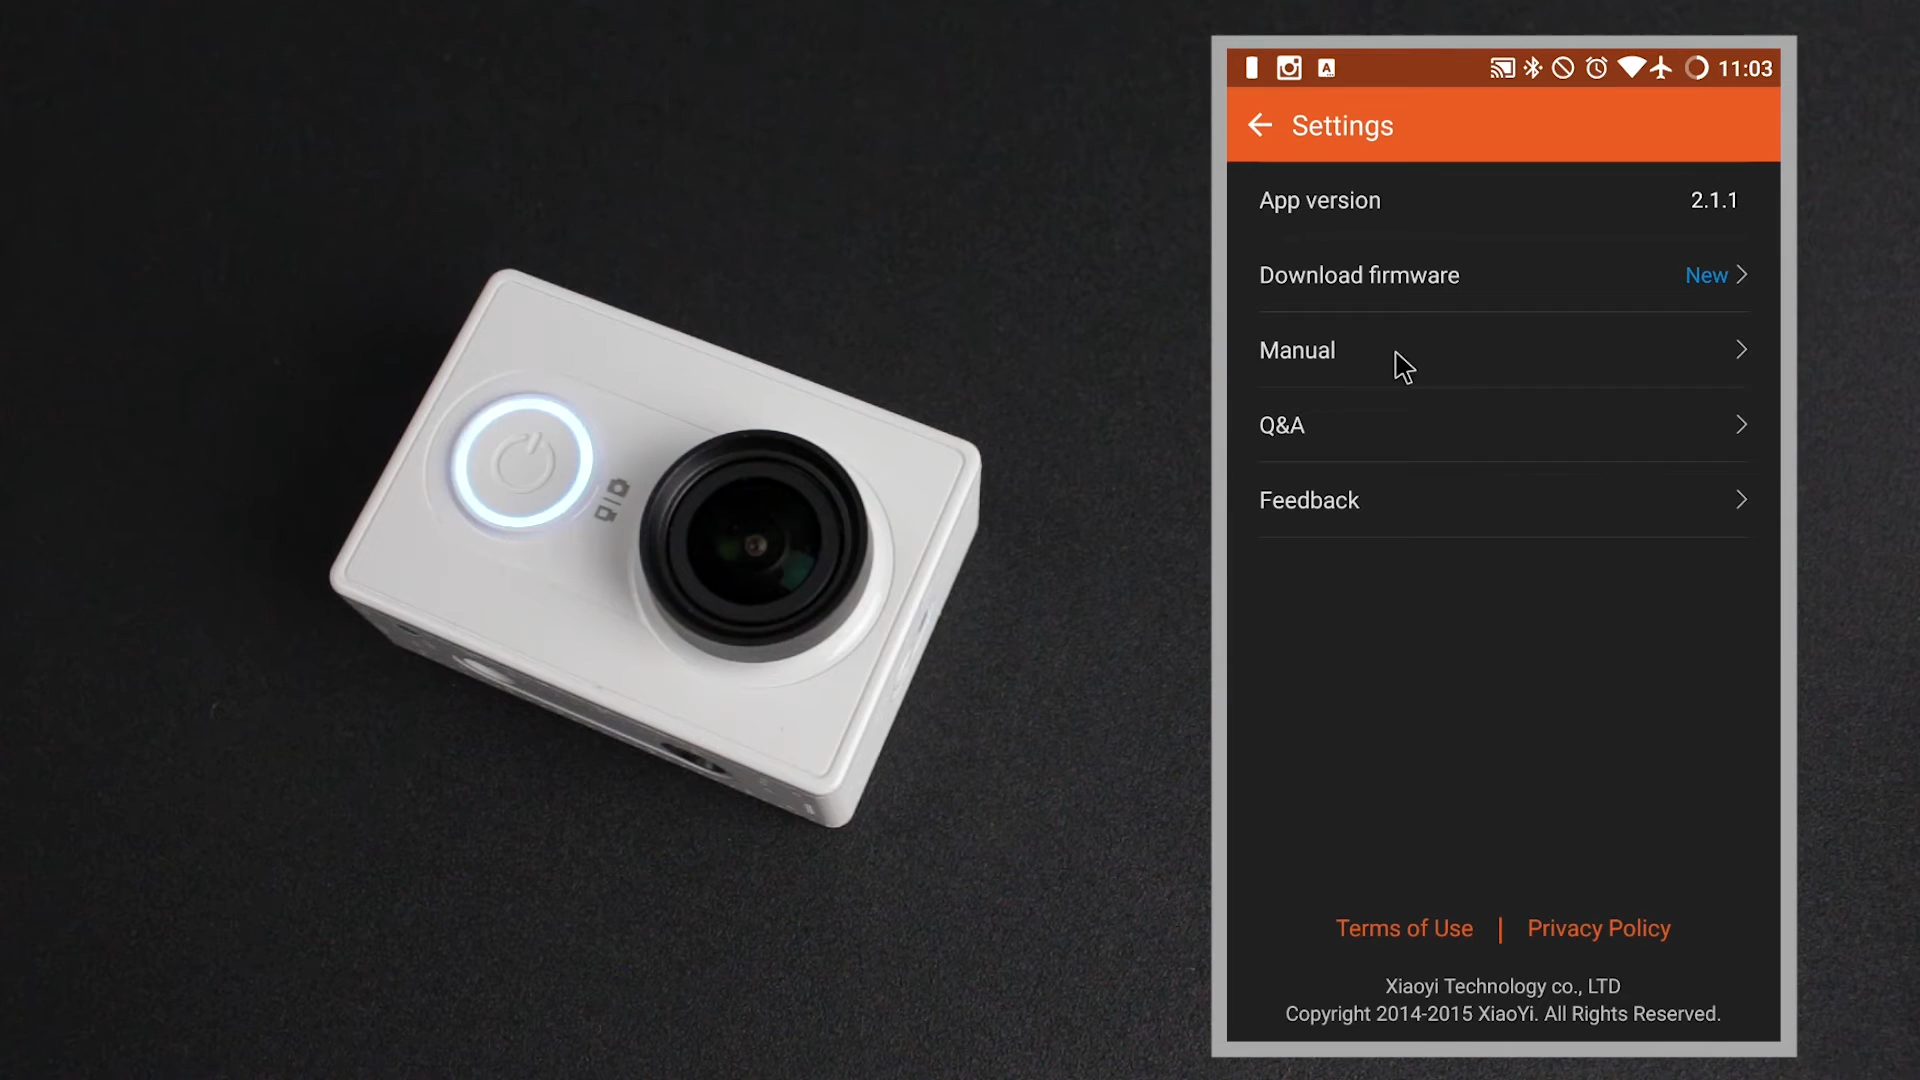 11:03
Settings
App version 2.1.1
Download firmware New
Manual
Q&A
Feedback
Terms of Use | Privacy Policy
Xiaoyi Technology co., LTD
Copyright 2014-2015 XiaoYi. All Rights Reserved.